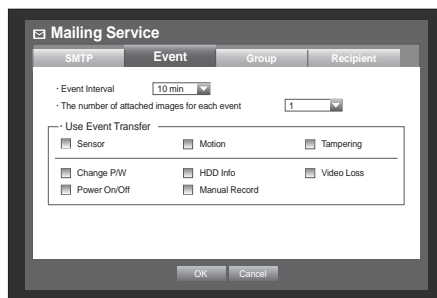 Mailing Service
SMTP Event Group Recipient
· Event Interval 10 min
· The number of attached images for each event 1
· Use Event Transfer
Sensor Motion Tampering
Change P/W HDD Info Video Loss
Power On/Off Manual Record
OK Cancel